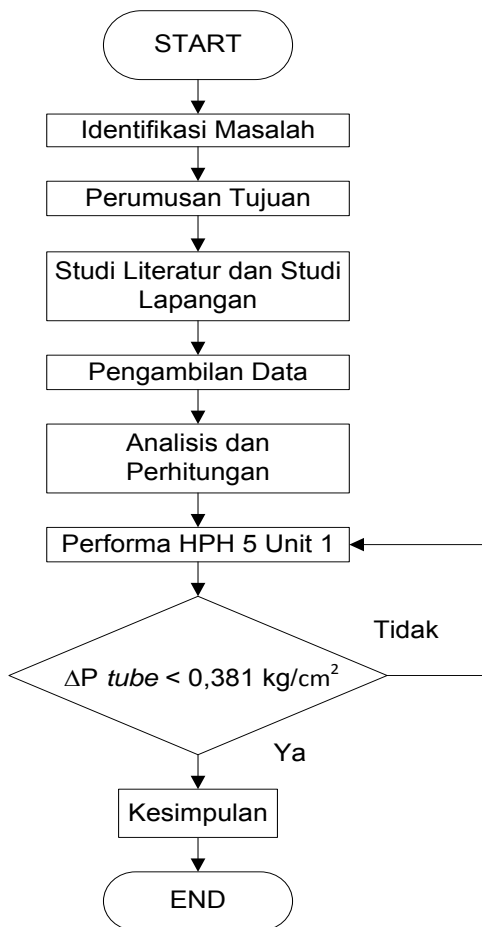 START
Identifikasi Masalah
Perumusan Tujuan
Studi Literatur dan Studi
Lapangan
Pengambilan Data
Analisis dan
Perhitungan
Performa HPH 5 Unit 1
Tidak
ΔP tube < 0,381 kg/cm²
Ya
Kesimpulan
END